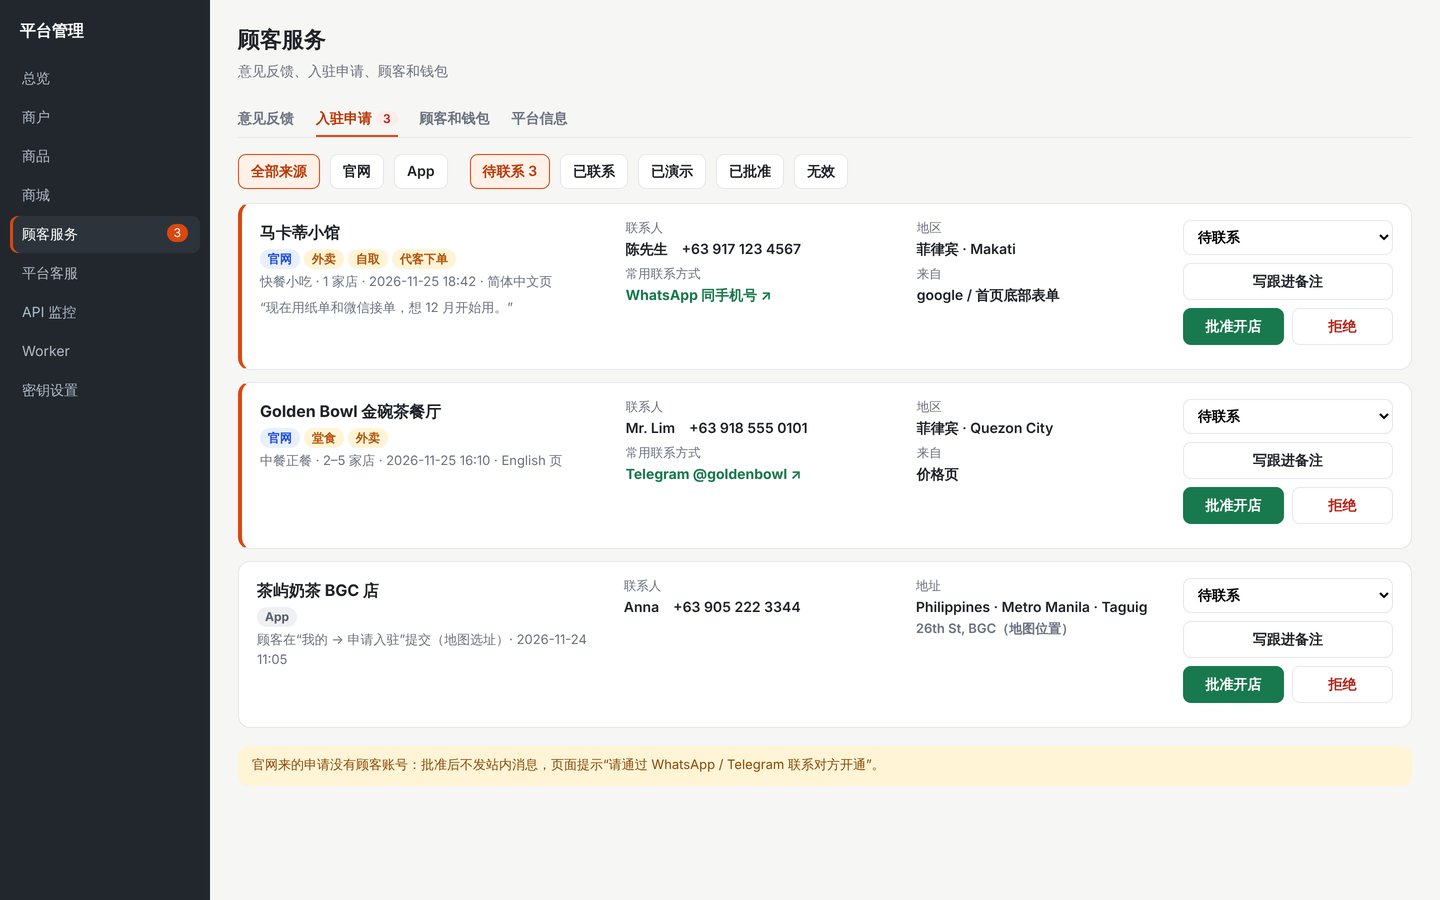 平台管理
总览
商户
商品
商城
顾客服务 3
平台客服
API 监控
Worker
密钥设置
顾客服务
意见反馈、入驻申请、顾客和钱包
意见反馈 入驻申请 3 顾客和钱包 平台信息
全部来源 官网 App 待联系 3 已联系 已演示 已批准 无效
马卡蒂小馆
官网 外卖 自取 代客下单
快餐小吃 · 1 家店 · 2026-11-25 18:42 · 简体中文页
“现在用纸单和微信接单，想 12 月开始用。”
联系人
陈先生 +63 917 123 4567
常用联系方式
WhatsApp 同手机号 ↗
地区
菲律宾 · Makati
来自
google / 首页底部表单
待联系
写跟进备注
批准开店 拒绝
Golden Bowl 金碗茶餐厅
官网 堂食 外卖
中餐正餐 · 2–5 家店 · 2026-11-25 16:10 · English 页
联系人
Mr. Lim +63 918 555 0101
常用联系方式
Telegram @goldenbowl ↗
地区
菲律宾 · Quezon City
来自
价格页
待联系
写跟进备注
批准开店 拒绝
茶屿奶茶 BGC 店
App
顾客在“我的 → 申请入驻”提交（地图选址）· 2026-11-24
11:05
联系人
Anna +63 905 222 3344
地址
Philippines · Metro Manila · Taguig
26th St, BGC（地图位置）
待联系
写跟进备注
批准开店 拒绝
官网来的申请没有顾客账号：批准后不发站内消息，页面提示“请通过 WhatsApp / Telegram 联系对方开通”。